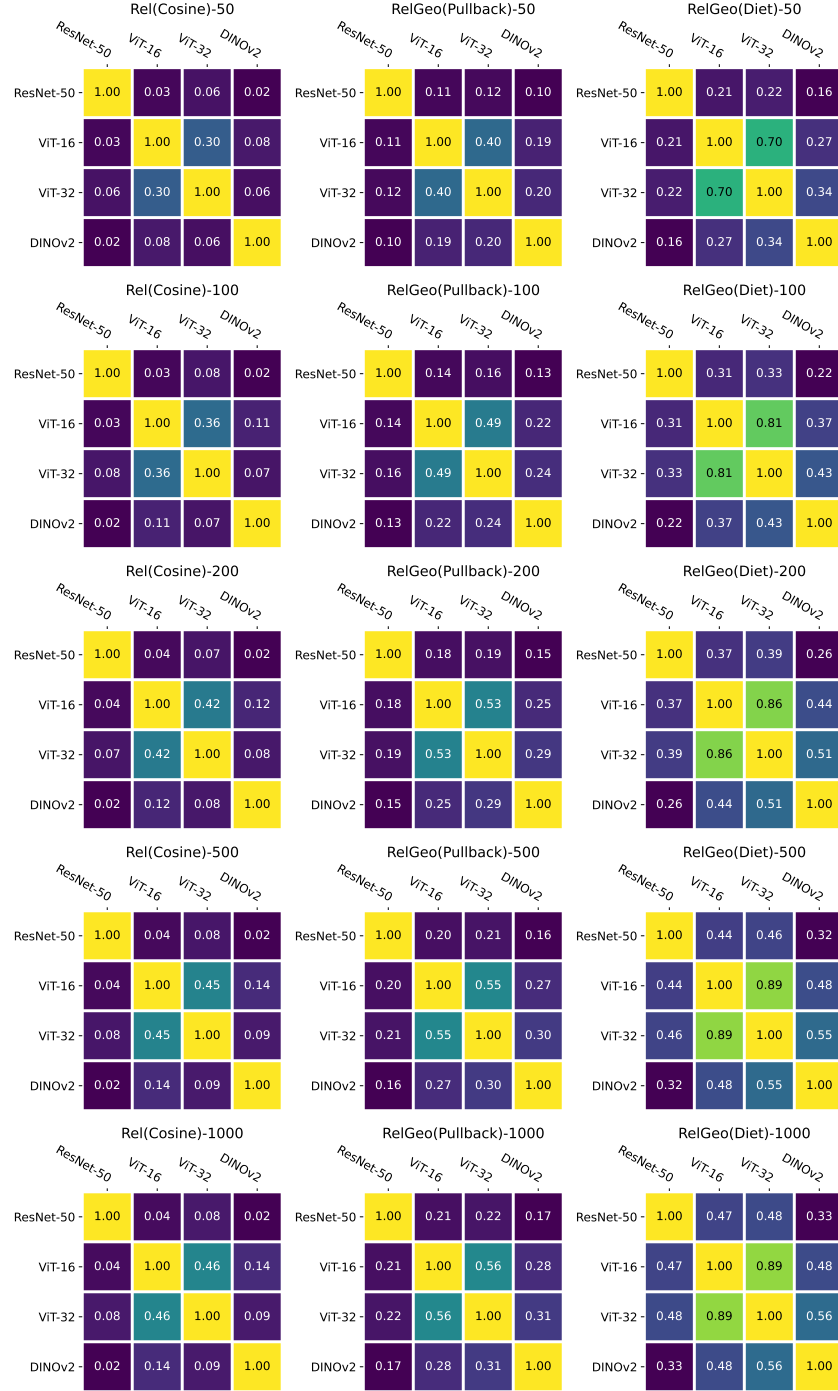 Rel(Cosine)-50 RelGeo(Pullback)-50 RelGeo(Diet)-50
ResNet-50 ViT-16 ViT-32 DINOv2 ResNet-50 ViT-16 ViT-32 DINOv2 ResNet-50 ViT-16 ViT-32 DINOv2
ResNet-50 1.00 0.03 0.06 0.02 ResNet-50 1.00 0.11 0.12 0.10 ResNet-50 1.00 0.21 0.22 0.16
ViT-16 0.03 1.00 0.30 0.08 ViT-16 0.11 1.00 0.40 0.19 ViT-16 0.21 1.00 0.70 0.27
ViT-32 0.06 0.30 1.00 0.06 ViT-32 0.12 0.40 1.00 0.20 ViT-32 0.22 0.70 1.00 0.34
DINOv2 0.02 0.08 0.06 1.00 DINOv2 0.10 0.19 0.20 1.00 DINOv2 0.16 0.27 0.34 1.00
Rel(Cosine)-100 RelGeo(Pullback)-100 RelGeo(Diet)-100
ResNet-50 ViT-16 ViT-32 DINOv2 ResNet-50 ViT-16 ViT-32 DINOv2 ResNet-50 ViT-16 ViT-32 DINOv2
ResNet-50 1.00 0.03 0.08 0.02 ResNet-50 1.00 0.14 0.16 0.13 ResNet-50 1.00 0.31 0.33 0.22
ViT-16 0.03 1.00 0.36 0.11 ViT-16 0.14 1.00 0.49 0.22 ViT-16 0.31 1.00 0.81 0.37
ViT-32 0.08 0.36 1.00 0.07 ViT-32 0.16 0.49 1.00 0.24 ViT-32 0.33 0.81 1.00 0.43
DINOv2 0.02 0.11 0.07 1.00 DINOv2 0.13 0.22 0.24 1.00 DINOv2 0.22 0.37 0.43 1.00
Rel(Cosine)-200 RelGeo(Pullback)-200 RelGeo(Diet)-200
ResNet-50 ViT-16 ViT-32 DINOv2 ResNet-50 ViT-16 ViT-32 DINOv2 ResNet-50 ViT-16 ViT-32 DINOv2
ResNet-50 1.00 0.04 0.07 0.02 ResNet-50 1.00 0.18 0.19 0.15 ResNet-50 1.00 0.37 0.39 0.26
ViT-16 0.04 1.00 0.42 0.12 ViT-16 0.18 1.00 0.53 0.25 ViT-16 0.37 1.00 0.86 0.44
ViT-32 0.07 0.42 1.00 0.08 ViT-32 0.19 0.53 1.00 0.29 ViT-32 0.39 0.86 1.00 0.51
DINOv2 0.02 0.12 0.08 1.00 DINOv2 0.15 0.25 0.29 1.00 DINOv2 0.26 0.44 0.51 1.00
Rel(Cosine)-500 RelGeo(Pullback)-500 RelGeo(Diet)-500
ResNet-50 ViT-16 ViT-32 DINOv2 ResNet-50 ViT-16 ViT-32 DINOv2 ResNet-50 ViT-16 ViT-32 DINOv2
ResNet-50 1.00 0.04 0.08 0.02 ResNet-50 1.00 0.20 0.21 0.16 ResNet-50 1.00 0.44 0.46 0.32
ViT-16 0.04 1.00 0.45 0.14 ViT-16 0.20 1.00 0.55 0.27 ViT-16 0.44 1.00 0.89 0.48
ViT-32 0.08 0.45 1.00 0.09 ViT-32 0.21 0.55 1.00 0.30 ViT-32 0.46 0.89 1.00 0.55
DINOv2 0.02 0.14 0.09 1.00 DINOv2 0.16 0.27 0.30 1.00 DINOv2 0.32 0.48 0.55 1.00
Rel(Cosine)-1000 RelGeo(Pullback)-1000 RelGeo(Diet)-1000
ResNet-50 ViT-16 ViT-32 DINOv2 ResNet-50 ViT-16 ViT-32 DINOv2 ResNet-50 ViT-16 ViT-32 DINOv2
ResNet-50 1.00 0.04 0.08 0.02 ResNet-50 1.00 0.21 0.22 0.17 ResNet-50 1.00 0.47 0.48 0.33
ViT-16 0.04 1.00 0.46 0.14 ViT-16 0.21 1.00 0.56 0.28 ViT-16 0.47 1.00 0.89 0.48
ViT-32 0.08 0.46 1.00 0.09 ViT-32 0.22 0.56 1.00 0.31 ViT-32 0.48 0.89 1.00 0.56
DINOv2 0.02 0.14 0.09 1.00 DINOv2 0.17 0.28 0.31 1.00 DINOv2 0.33 0.48 0.56 1.00